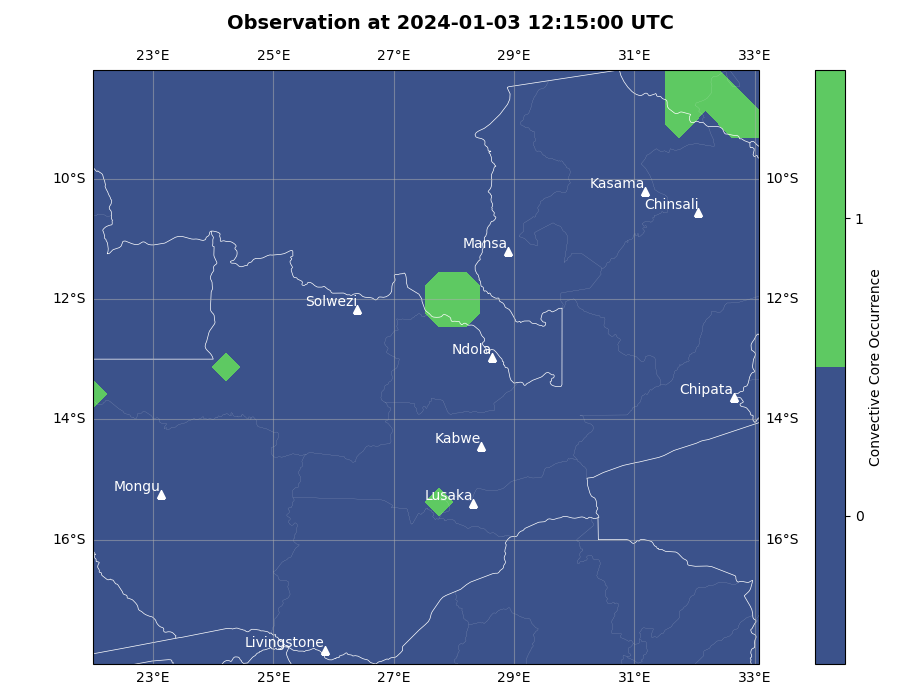 Observation at 2024-01-03 12:15:00 UTC
23°E 25°E 27°E 29°E 31°E 33°E
10°S 10°S
Kasama
Chinsali
Mansa
12°S 12°S
Solwezi
Ndola
Chipata
14°S 14°S
Kabwe
Mongu
Lusaka
16°S 16°S
Livingstone
23°E 25°E 27°E 29°E 31°E 33°E
1
0
Convective Core Occurrence